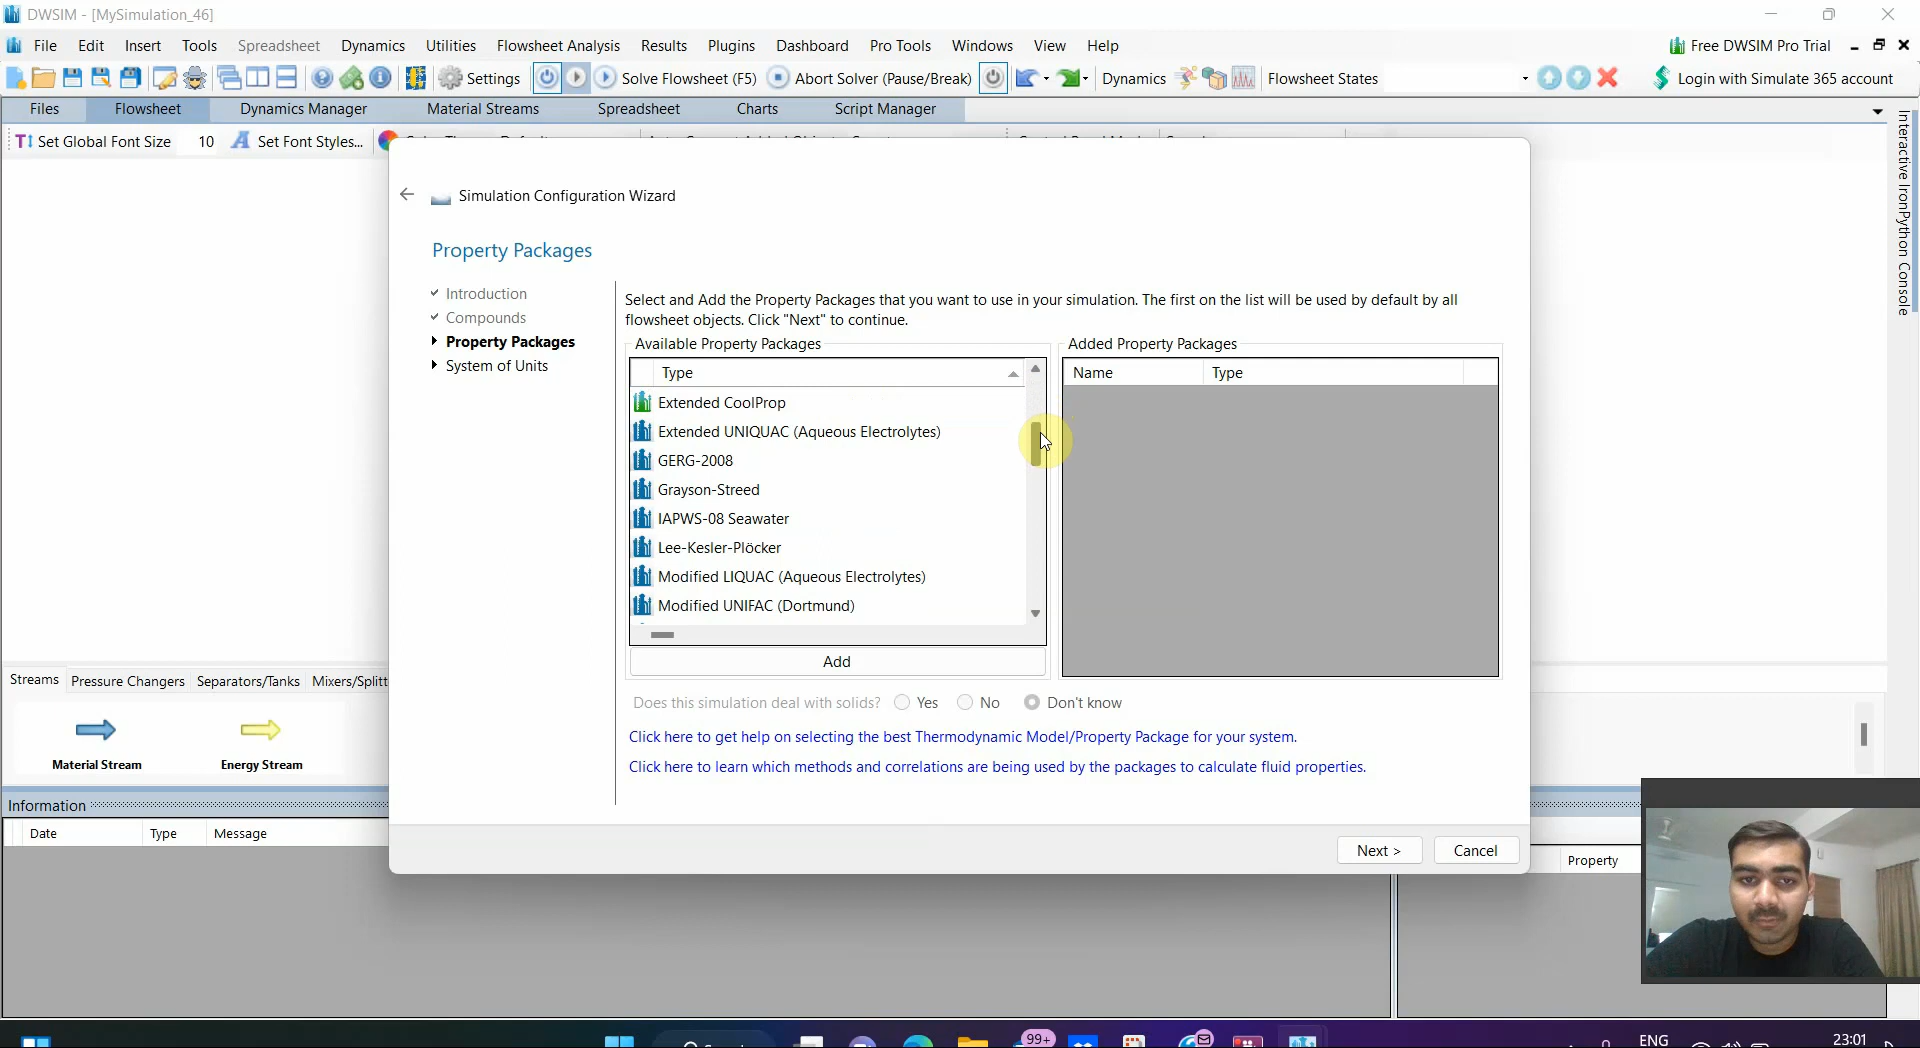 DWSIM - [MySimulation_46]
File Edit Insert Tools Spreadsheet Dynamics Utilities Flowsheet Analysis Results Plugins Dashboard Pro Tools Windows View Help Free DWSIM Pro Trial
Settings Solve Flowsheet (F5) Abort Solver (Pause/Break) Dynamics Flowsheet States Login with Simulate 365 account
Files Flowsheet Dynamics Manager Material Streams Spreadsheet Charts Script Manager
Set Global Font Size 10 Set Font Styles...
Interactive IronPython Console
Simulation Configuration Wizard
Property Packages
Introduction
Compounds
Property Packages
System of Units
Select and Add the Property Packages that you want to use in your simulation. The first on the list will be used by default by all
flowsheet objects. Click "Next" to continue.
Available Property Packages
Type
Extended CoolProp
Extended UNIQUAC (Aqueous Electrolytes)
GERG-2008
Grayson-Streed
IAPWS-08 Seawater
Lee-Kesler-Plöcker
Modified LIQUAC (Aqueous Electrolytes)
Modified UNIFAC (Dortmund)
Add
Added Property Packages
Name Type
Does this simulation deal with solids? Yes No Don't know
Click here to get help on selecting the best Thermodynamic Model/Property Package for your system.
Click here to learn which methods and correlations are being used by the packages to calculate fluid properties.
Next > Cancel
Streams Pressure Changers Separators/Tanks Mixers/Splitt
Material Stream Energy Stream
Information
Date Type Message
Property
99+
ENG
23:01